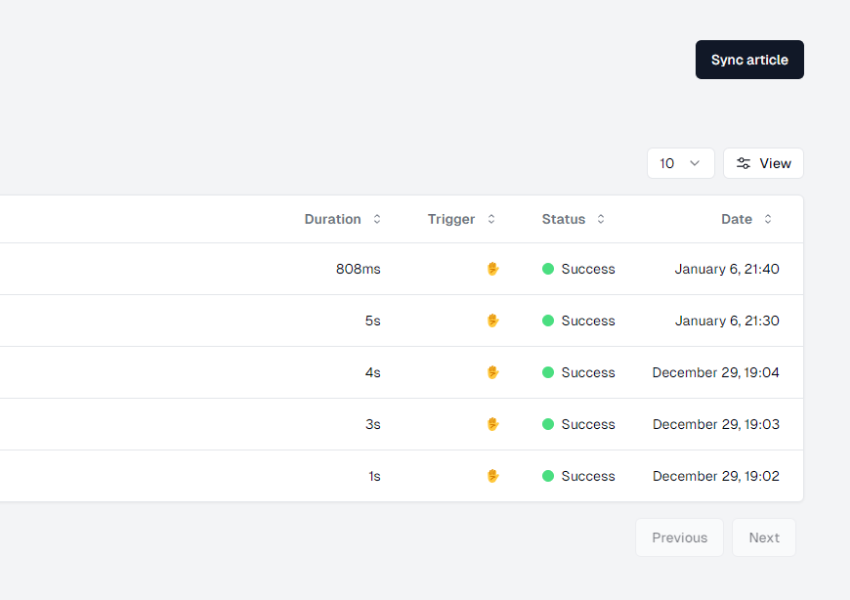 Sync article
10 View
Duration Trigger Status Date
808ms ✋ Success January 6, 21:40
5s ✋ Success January 6, 21:30
4s ✋ Success December 29, 19:04
3s ✋ Success December 29, 19:03
1s ✋ Success December 29, 19:02
Previous Next